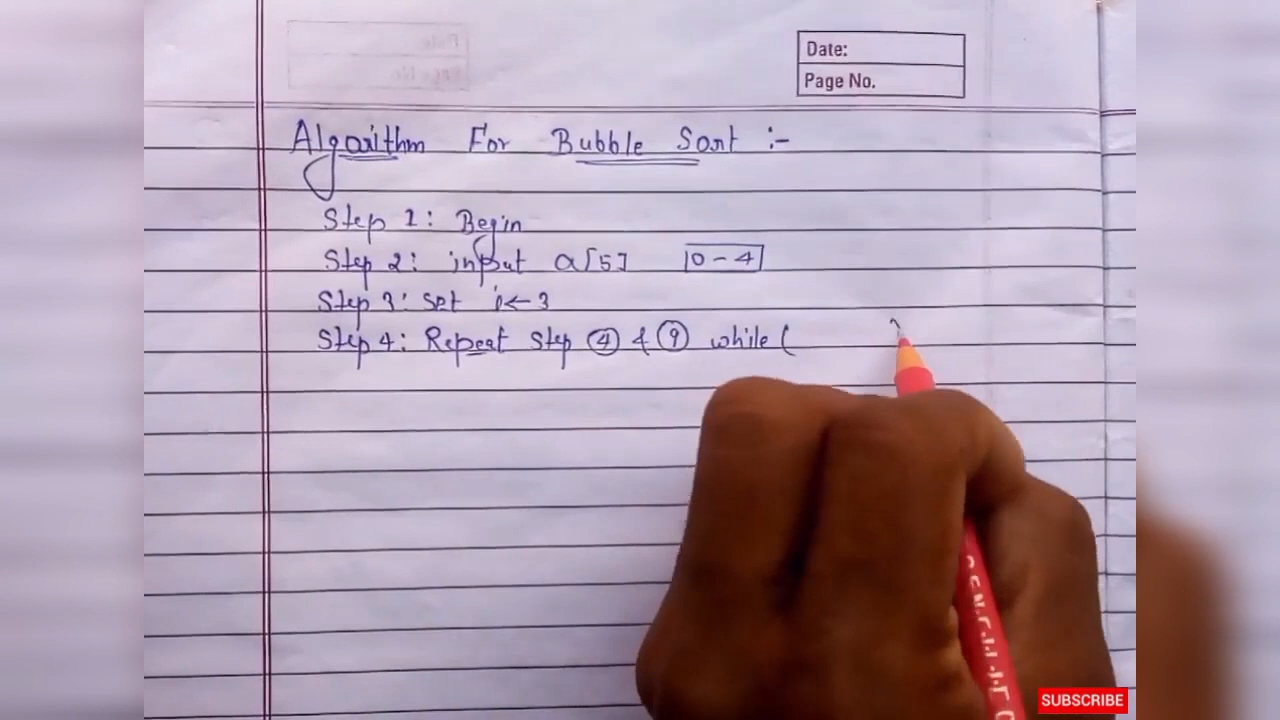 Date:
Page No.
Algorithm For Bubble Sort :-
Step 1: Begin
Step 2: input a[5] 0-4
Step 3: set i← 3
Step 4: Repeat Step 4 & 9 while (
SUBSCRIBE